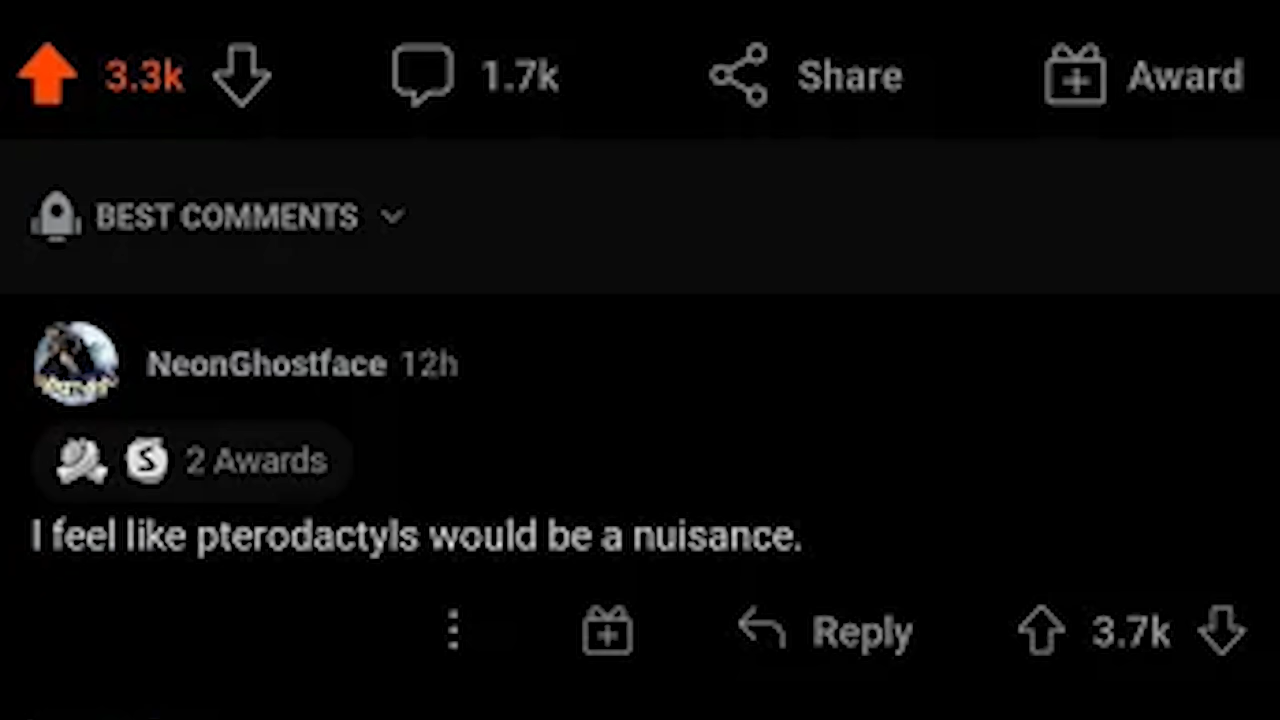 3.3k 1.7k Share Award
BEST COMMENTS
NeonGhostface 12h
S 2 Awards
I feel like pterodactyls would be a nuisance.
Reply 3.7k